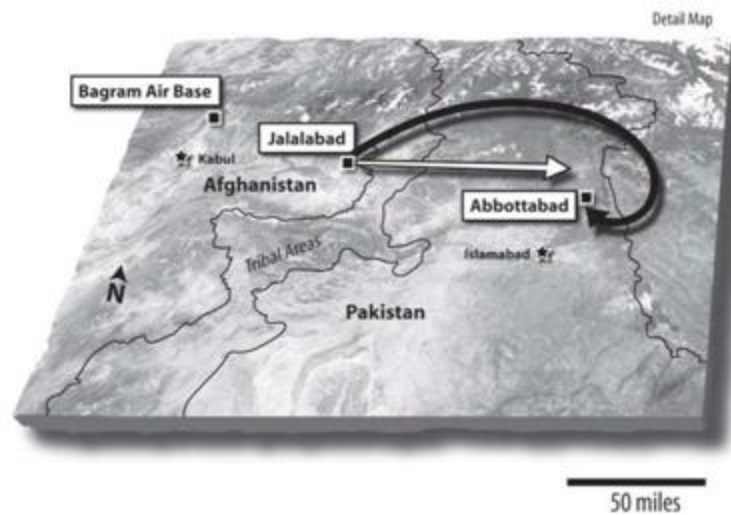 Detail Map
Bagram Air Base
Jalalabad
Kabul
Afghanistan
Abbottabad
Tribal Areas
Islamabad
N
Pakistan
50 miles